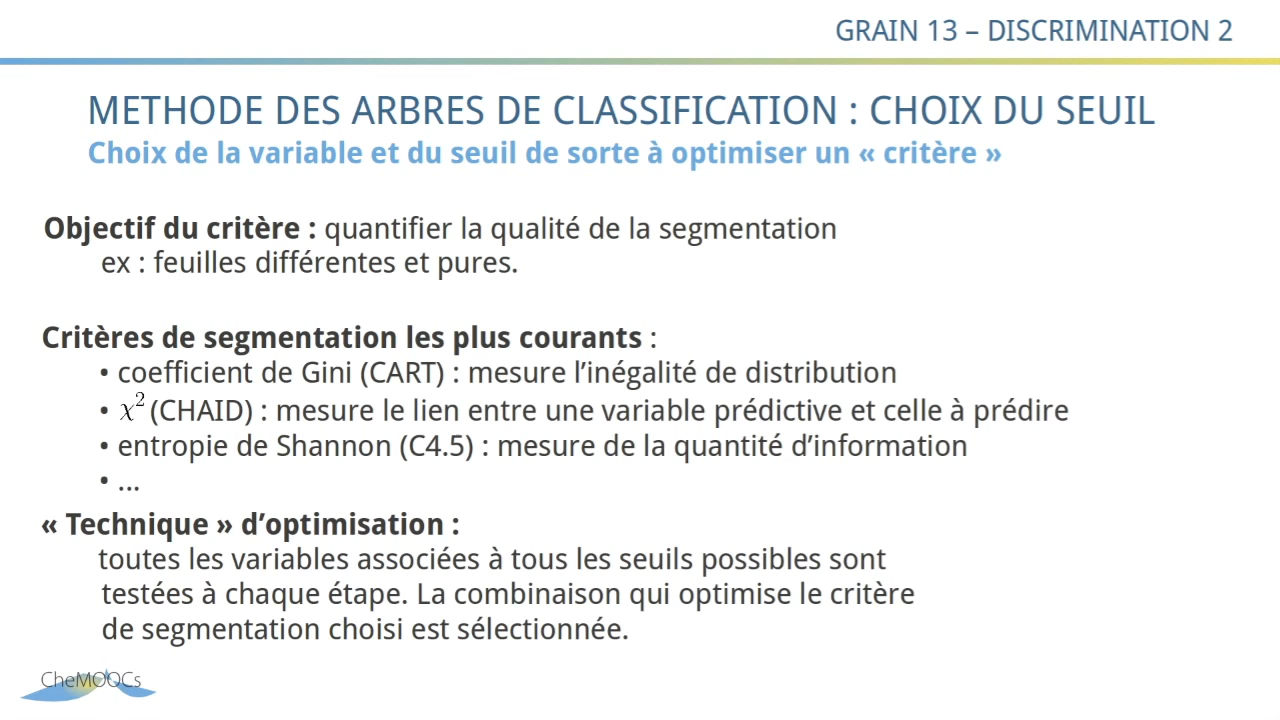 GRAIN 13 – DISCRIMINATION 2
METHODE DES ARBRES DE CLASSIFICATION : CHOIX DU SEUIL
Choix de la variable et du seuil de sorte à optimiser un « critère »
Objectif du critère : quantifier la qualité de la segmentation
ex : feuilles différentes et pures.
Critères de segmentation les plus courants :
• coefficient de Gini (CART) : mesure l’inégalité de distribution
• χ² (CHAID) : mesure le lien entre une variable prédictive et celle à prédire
• entropie de Shannon (C4.5) : mesure de la quantité d’information
• ...
« Technique » d’optimisation :
toutes les variables associées à tous les seuils possibles sont
testées à chaque étape. La combinaison qui optimise le critère
de segmentation choisi est sélectionnée.
CheMOOCs